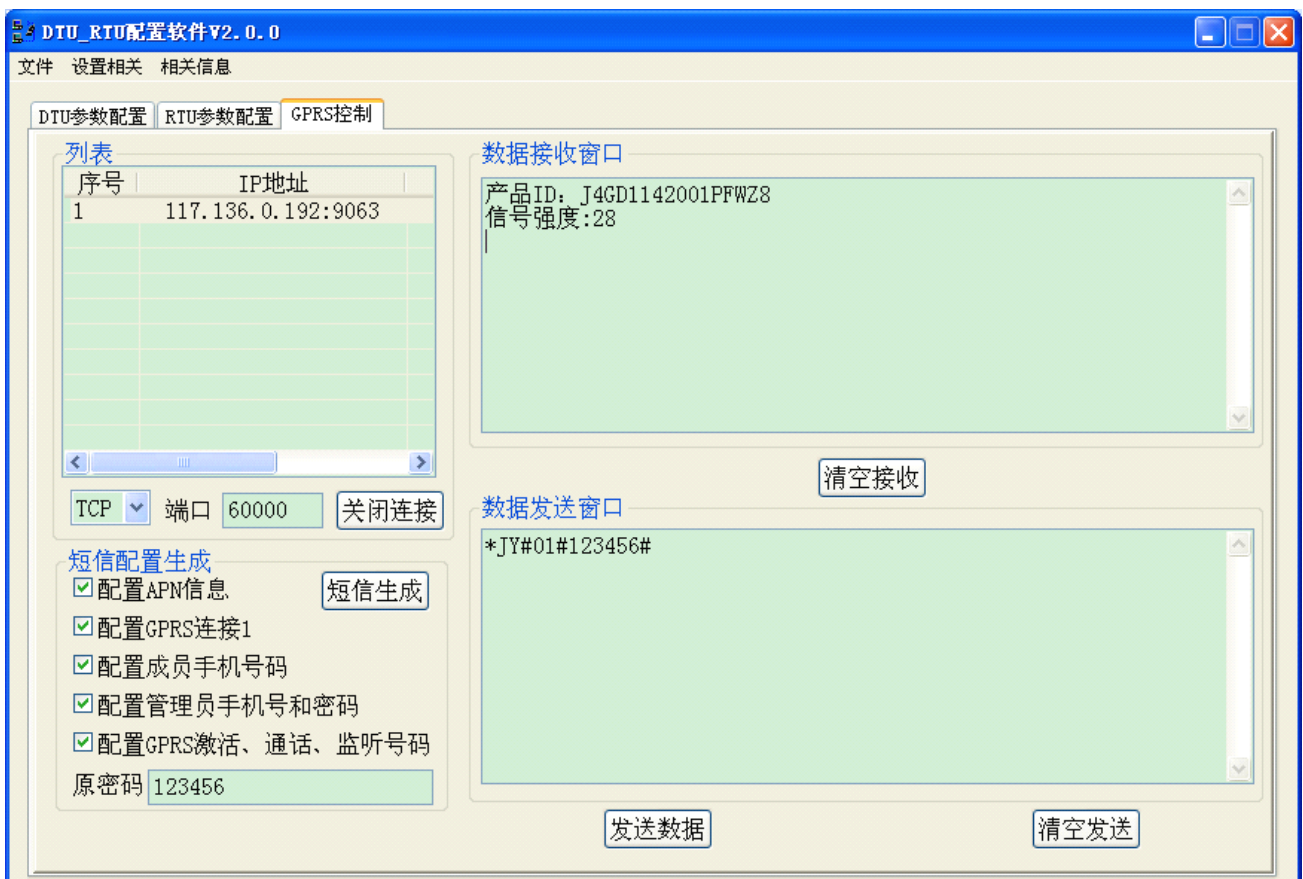 DTU_RTU配置软件V2.0.0
文件 设置相关 相关信息
DTU参数配置 RTU参数配置 GPRS控制
列表
序号 IP地址
1 117.136.0.192:9063
TCP 端口 60000 关闭连接
短信配置生成
配置APN信息 短信生成
配置GPRS连接1
配置成员手机号码
配置管理员手机号和密码
配置GPRS激活、通话、监听号码
原密码 123456
数据接收窗口
产品ID: J4GD1142001PFWZ8
信号强度:28
清空接收
数据发送窗口
*JY#01#123456#
发送数据 清空发送